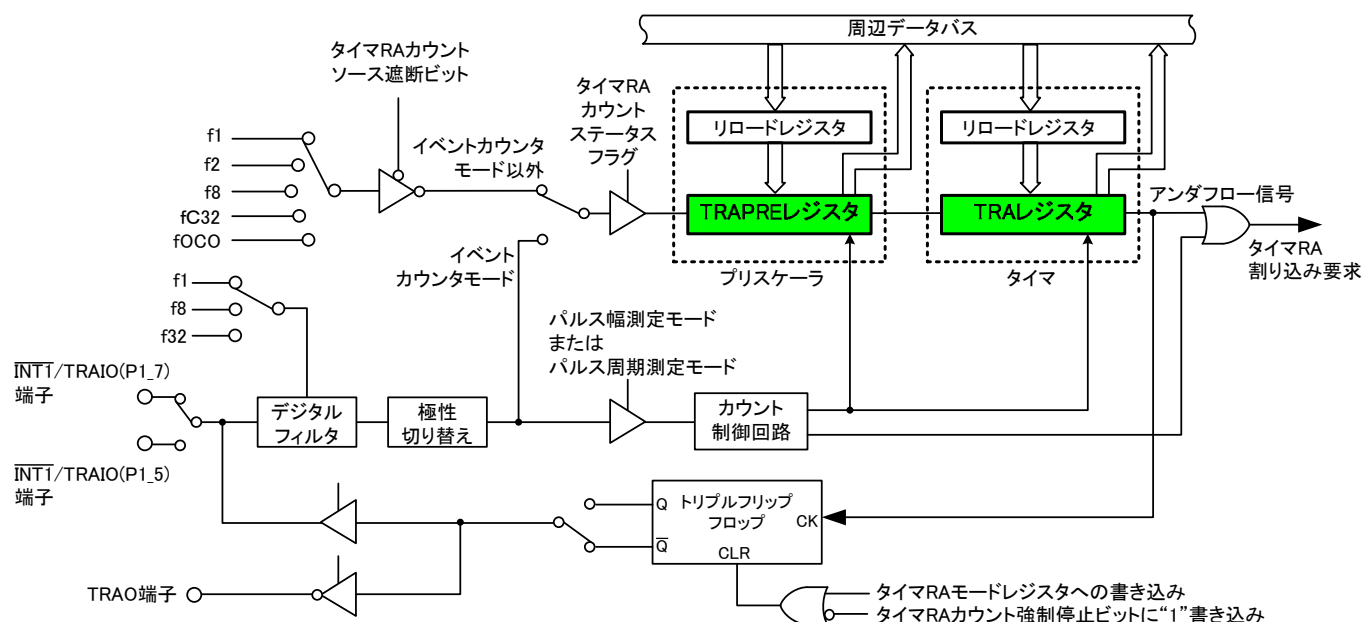 周辺データバス
タイマRAカウント
ソース遮断ビット
タイマRA
カウント
ステータス
フラグ
リロードレジスタ
リロードレジスタ
f1
f2
f8
fC32
fOCO
イベントカウンタ
モード以外
TRAPREレジスタ
TRAレジスタ
アンダフロー信号
タイマRA
割り込み要求
イベント
カウンタモード
プリスケーラ
タイマ
f1
f8
f32
パルス幅測定モード
または
パルス周期測定モード
INT1/TRAIO(P1_7)
端子
デジタル
フィルタ
極性
切り替え
カウント
制御回路
INT1/TRAIO(P1_5)
端子
Q
トリプルフリップ
フロップ
CK
Q
CLR
TRAO端子
タイマRAモードレジスタへの書き込み
タイマRAカウント強制停止ビットに“1”書き込み